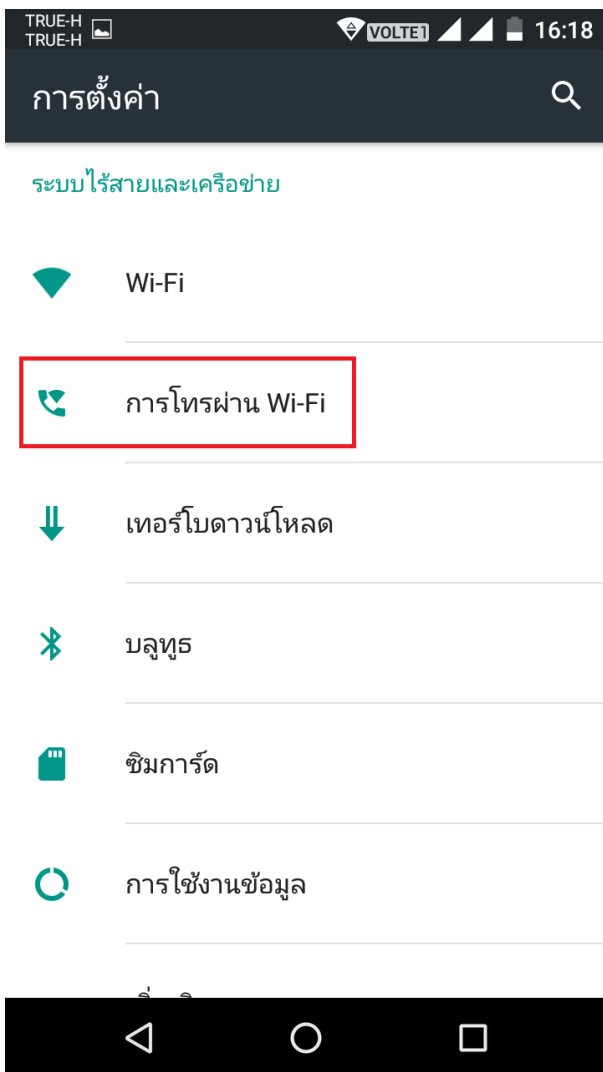 TRUE-H
TRUE-H
VOLTE1
16:18
การตั้งค่า
ระบบไร้สายและเครือข่าย
Wi-Fi
การโทรผ่าน Wi-Fi
เทอร์โบดาวน์โหลด
บลูทูธ
ซิมการ์ด
การใช้งานข้อมูล